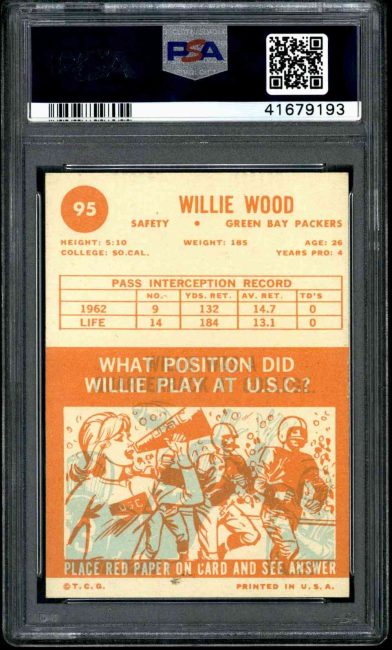 PSA
41679193
95
WILLIE WOOD
SAFETY • GREEN BAY PACKERS
HEIGHT: 5:10 WEIGHT: 185 AGE: 26
COLLEGE: SO.CAL. YEARS PRO: 4
PASS INTERCEPTION RECORD
NO.- YDS. RET. AV. RET. TD'S
1962 9 132 14.7 0
LIFE 14 184 13.1 0
WHAT POSITION DID
WILLIE PLAY AT U.S.C.?
USC
PLACE RED PAPER ON CARD AND SEE ANSWER
©T.C.G. PRINTED IN U.S.A.